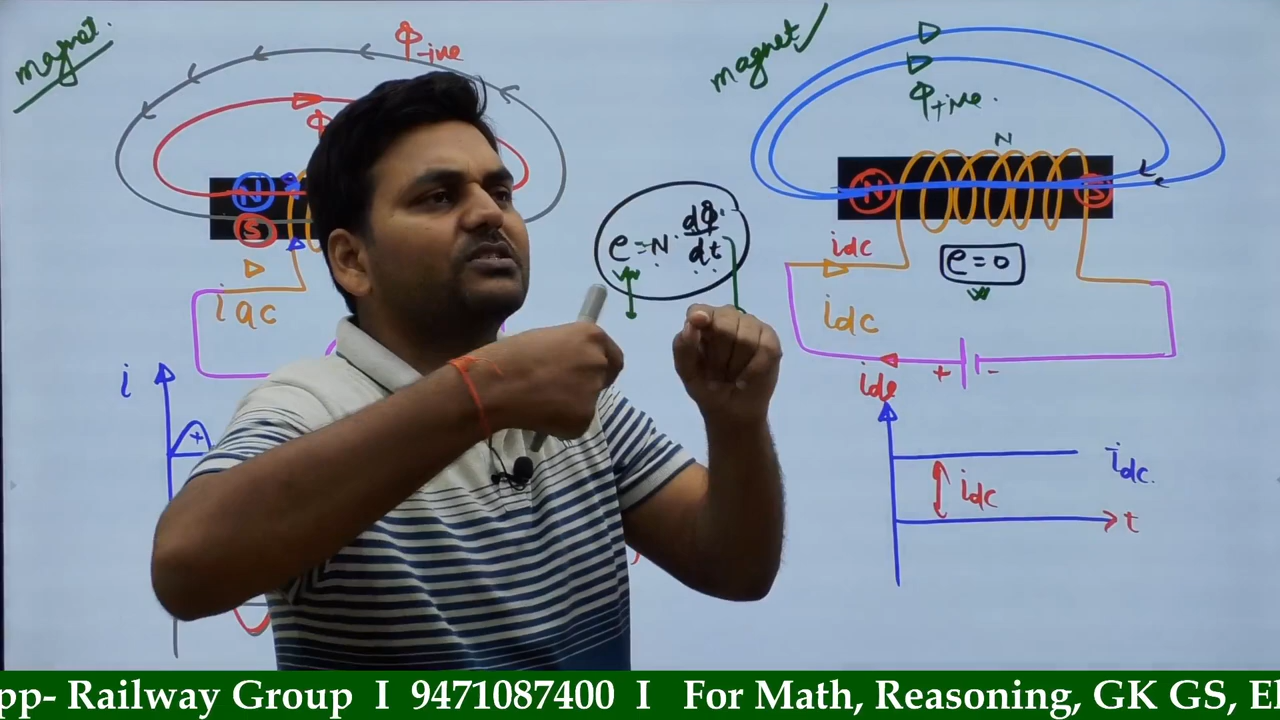 magnet.
Φ-ive
Φ
N
S
i ac
i
+
e = N dΦ/dt
magnet
Φ+ive.
N
N
S
idc
e = 0
idc
+ -
idc
idc.
idc
t
pp- Railway Group I 9471087400 I For Math, Reasoning, GK GS, El